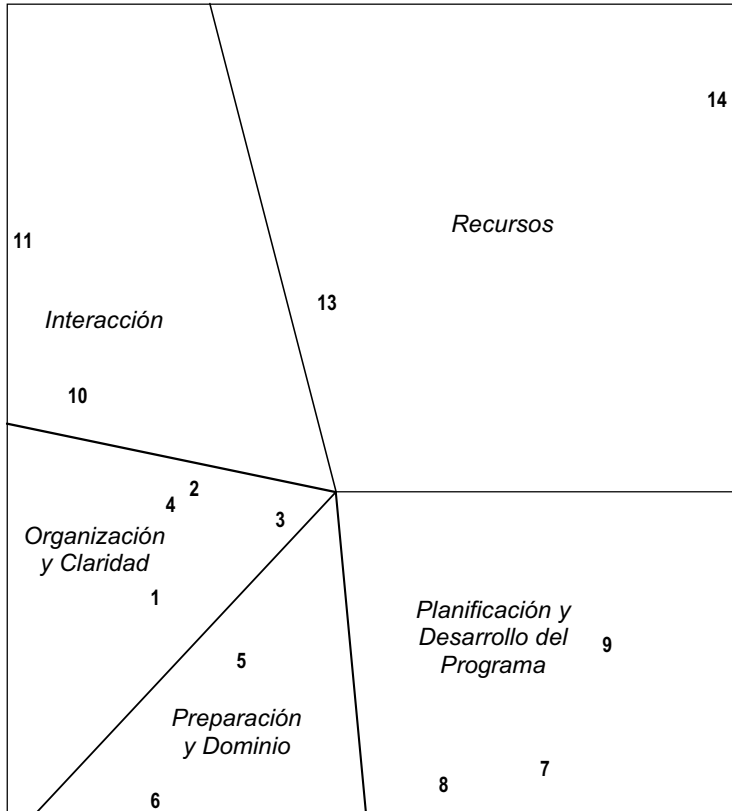 14
Recursos
11
13
Interacción
10
2
4
3
Organización
y Claridad
1
Planificación y
Desarrollo del
Programa
9
5
Preparación
y Dominio
7
8
6